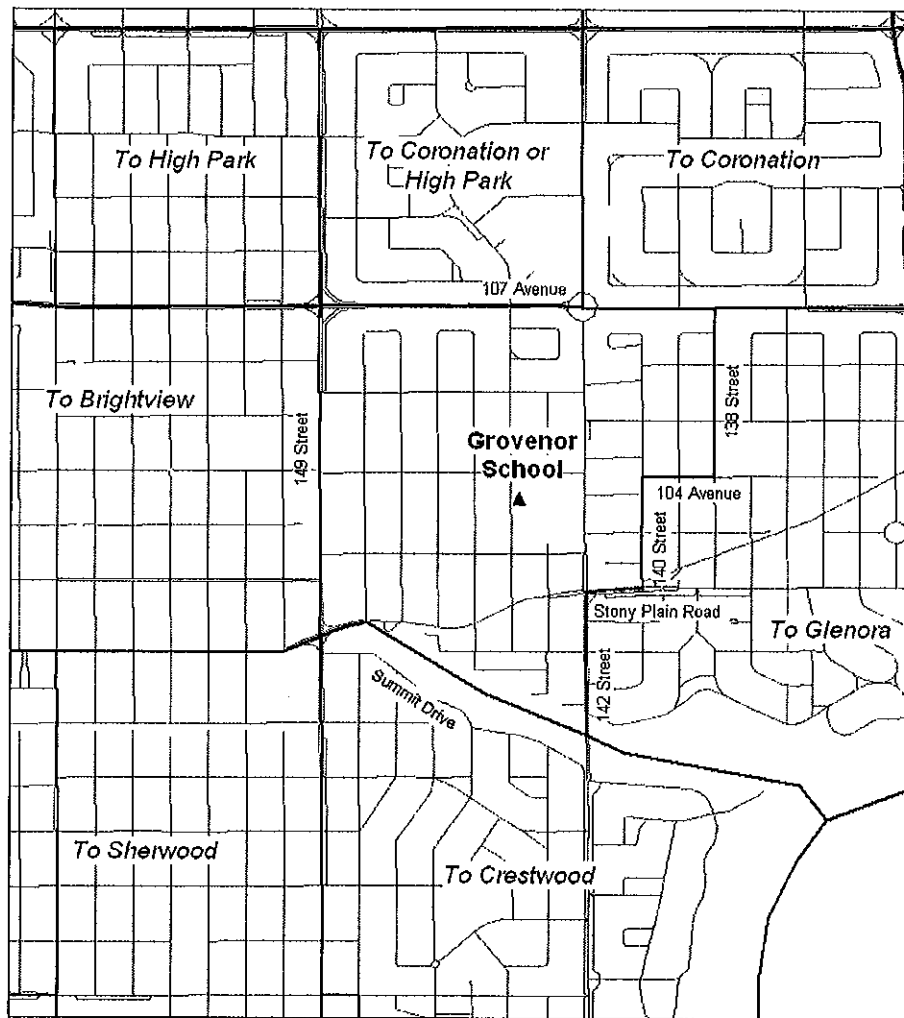 To High Park
To Coronation or
High Park
To Coronation
107 Avenue
To Brightview
149 Street
Grovenor
School
138 Street
104 Avenue
140 Street
Stony Plain Road
To Glenora
142 Street
Summit Drive
To Sherwood
To Crestwood